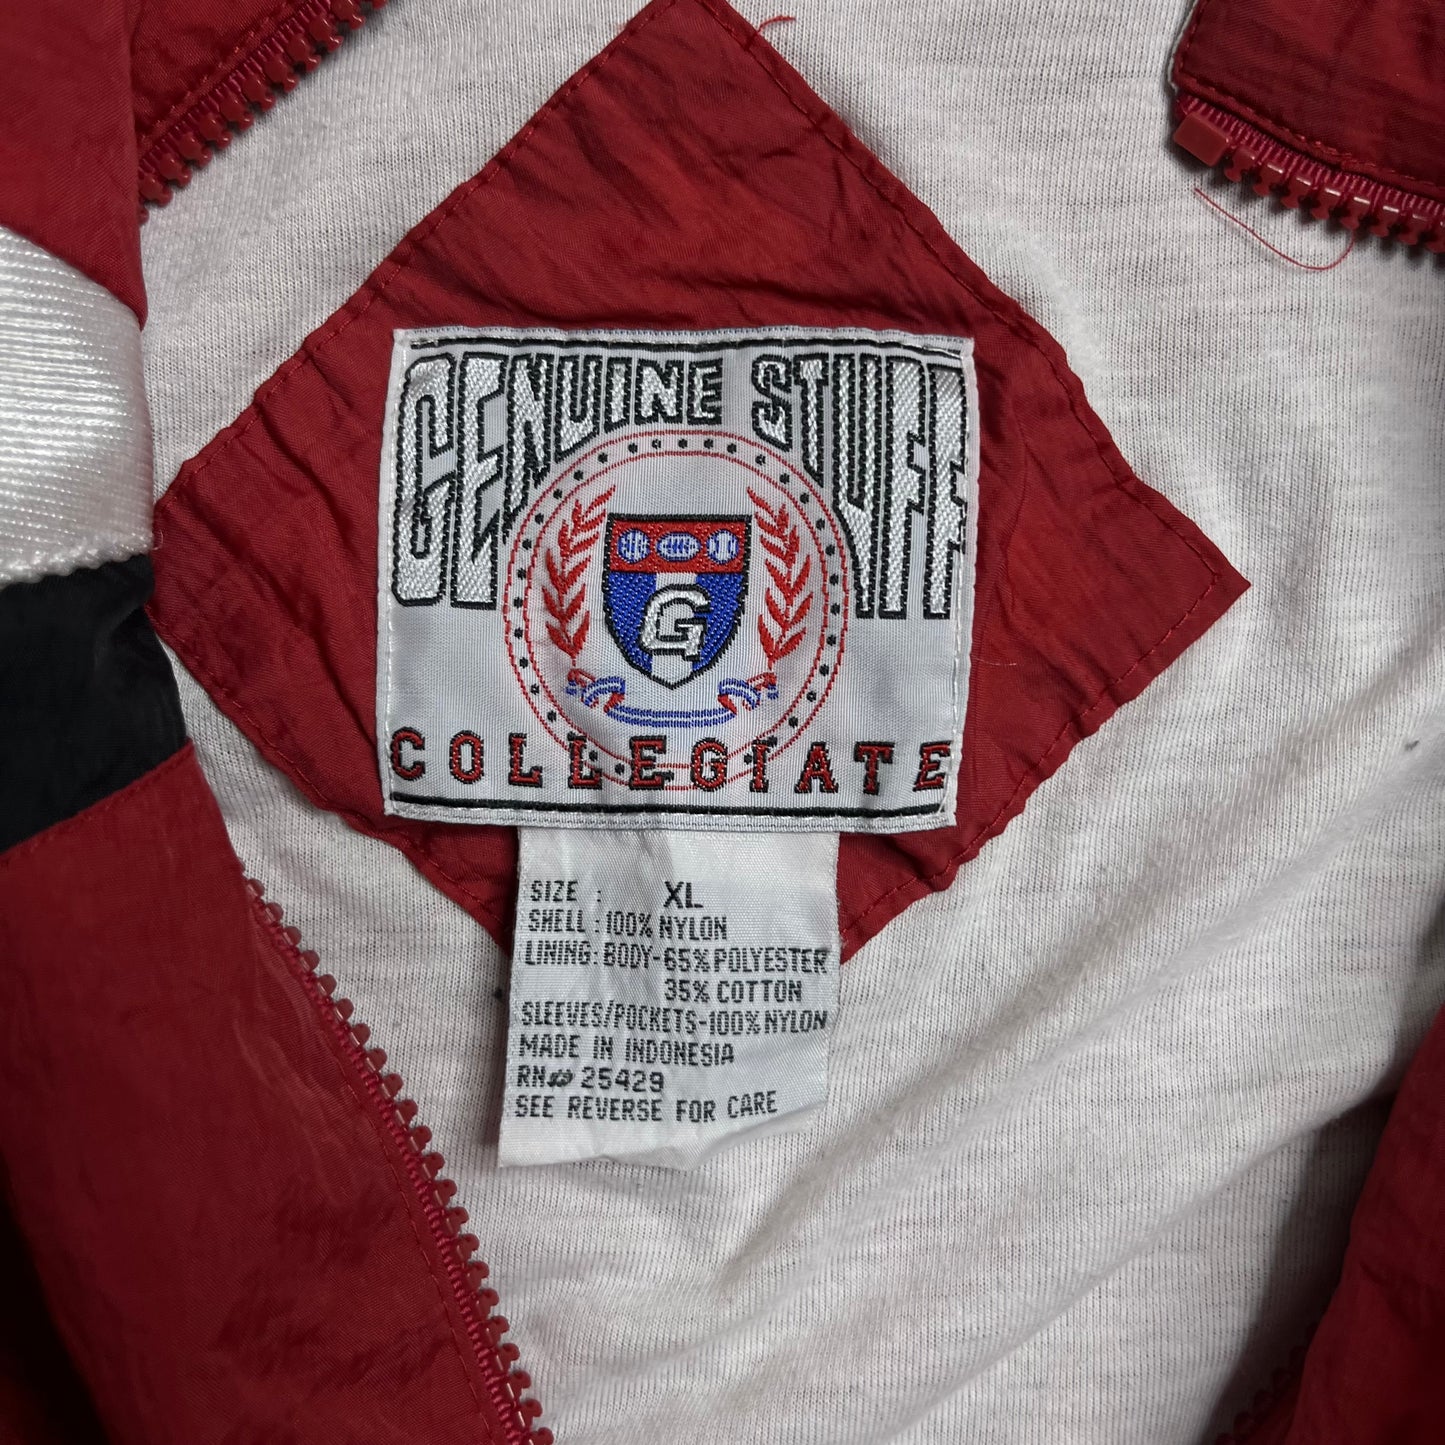 GENUINE STUFF
G
COLLEGIATE
SIZE : XL
SHELL : 100% NYLON
LINING: BODY-65% POLYESTER
35% COTTON
SLEEVES/POCKETS-100% NYLON
MADE IN INDONESIA
RN# 25429
SEE REVERSE FOR CARE